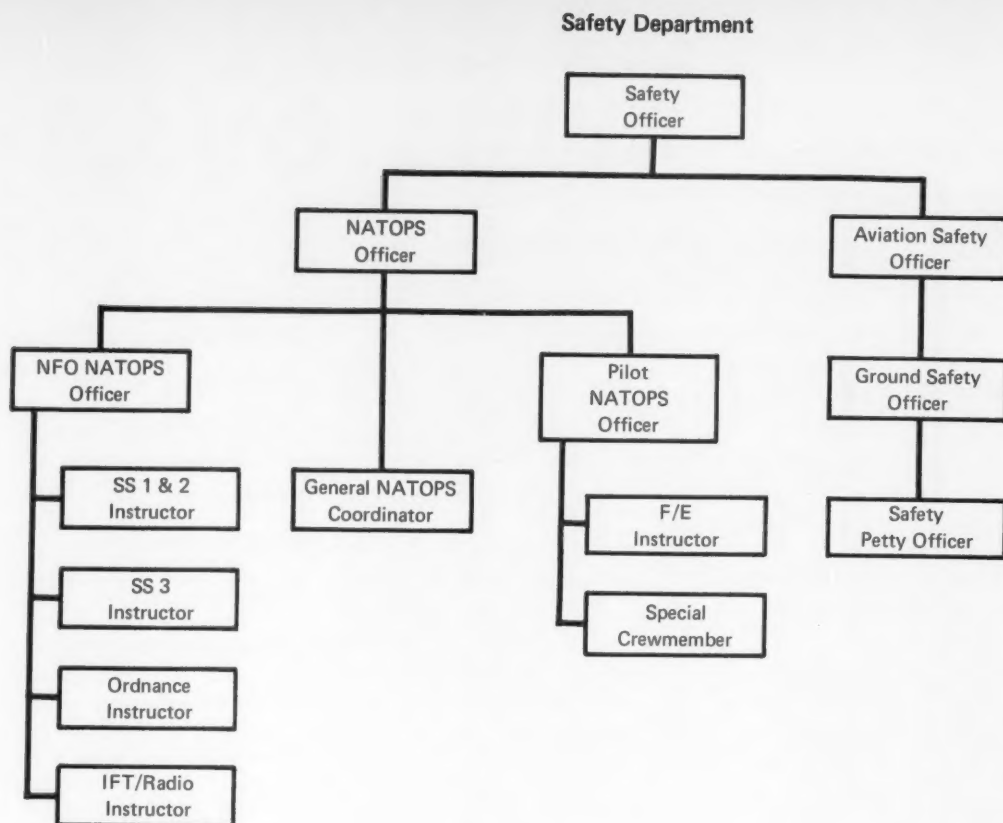 Safety Department
Safety
Officer
NATOPS
Officer
Aviation Safety
Officer
NFO NATOPS
Officer
Pilot
NATOPS
Officer
Ground Safety
Officer
SS 1 & 2
Instructor
General NATOPS
Coordinator
F/E
Instructor
Safety
Petty Officer
SS 3
Instructor
Special
Crewmember
Ordnance
Instructor
IFT/Radio
Instructor